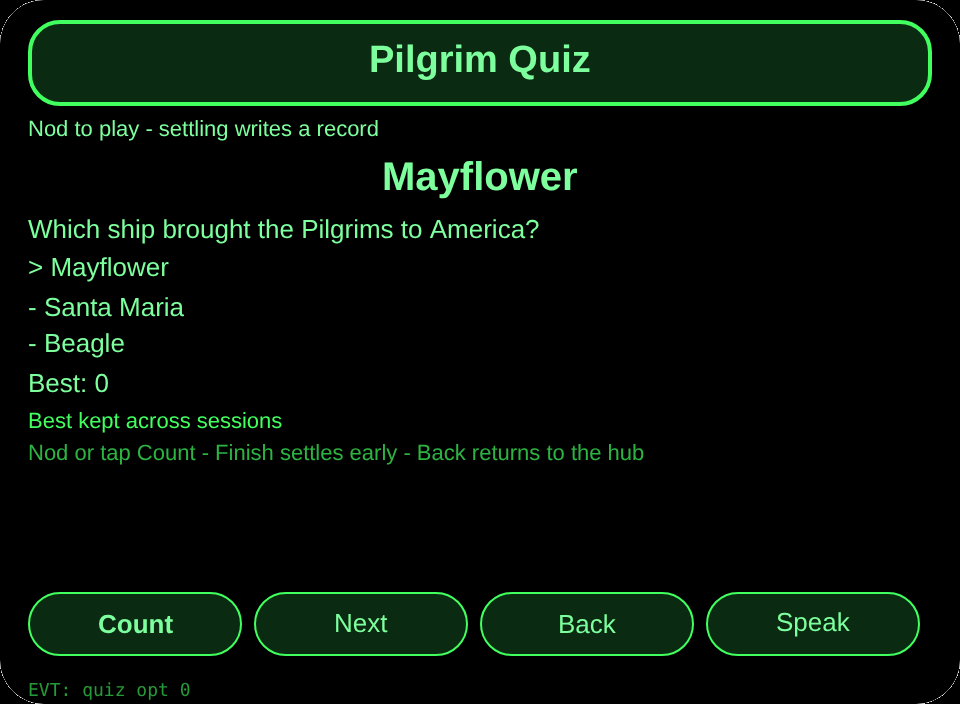 Pilgrim Quiz
Nod to play - settling writes a record
Mayflower
Which ship brought the Pilgrims to America?
> Mayflower
- Santa Maria
- Beagle
Best: 0
Best kept across sessions
Nod or tap Count - Finish settles early - Back returns to the hub
Count Next Back Speak
EVT: quiz opt 0